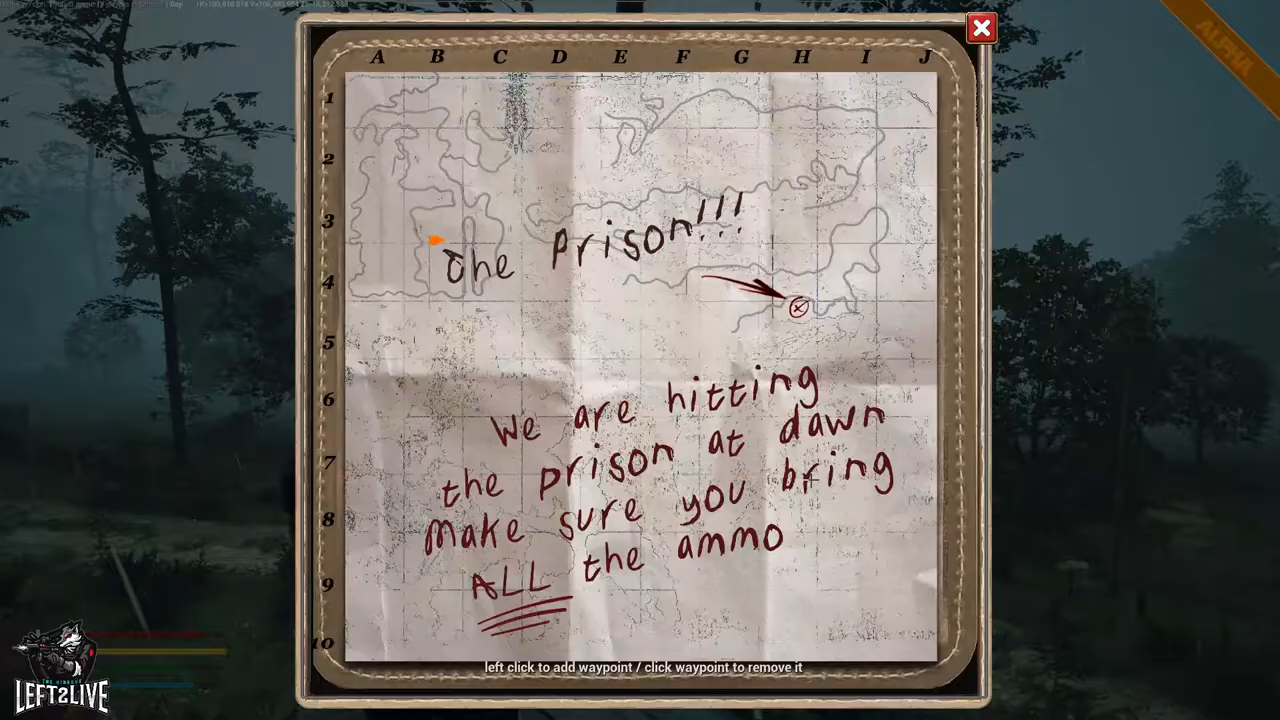 ALPHA
A B C D E F G H I J
1
2
3
4
5
6
7
8
9
10
The Prison!!!
We are hitting
the prison at dawn
Make sure you bring
ALL the ammo
left click to add waypoint / click waypoint to remove it
LEFT2LIVE